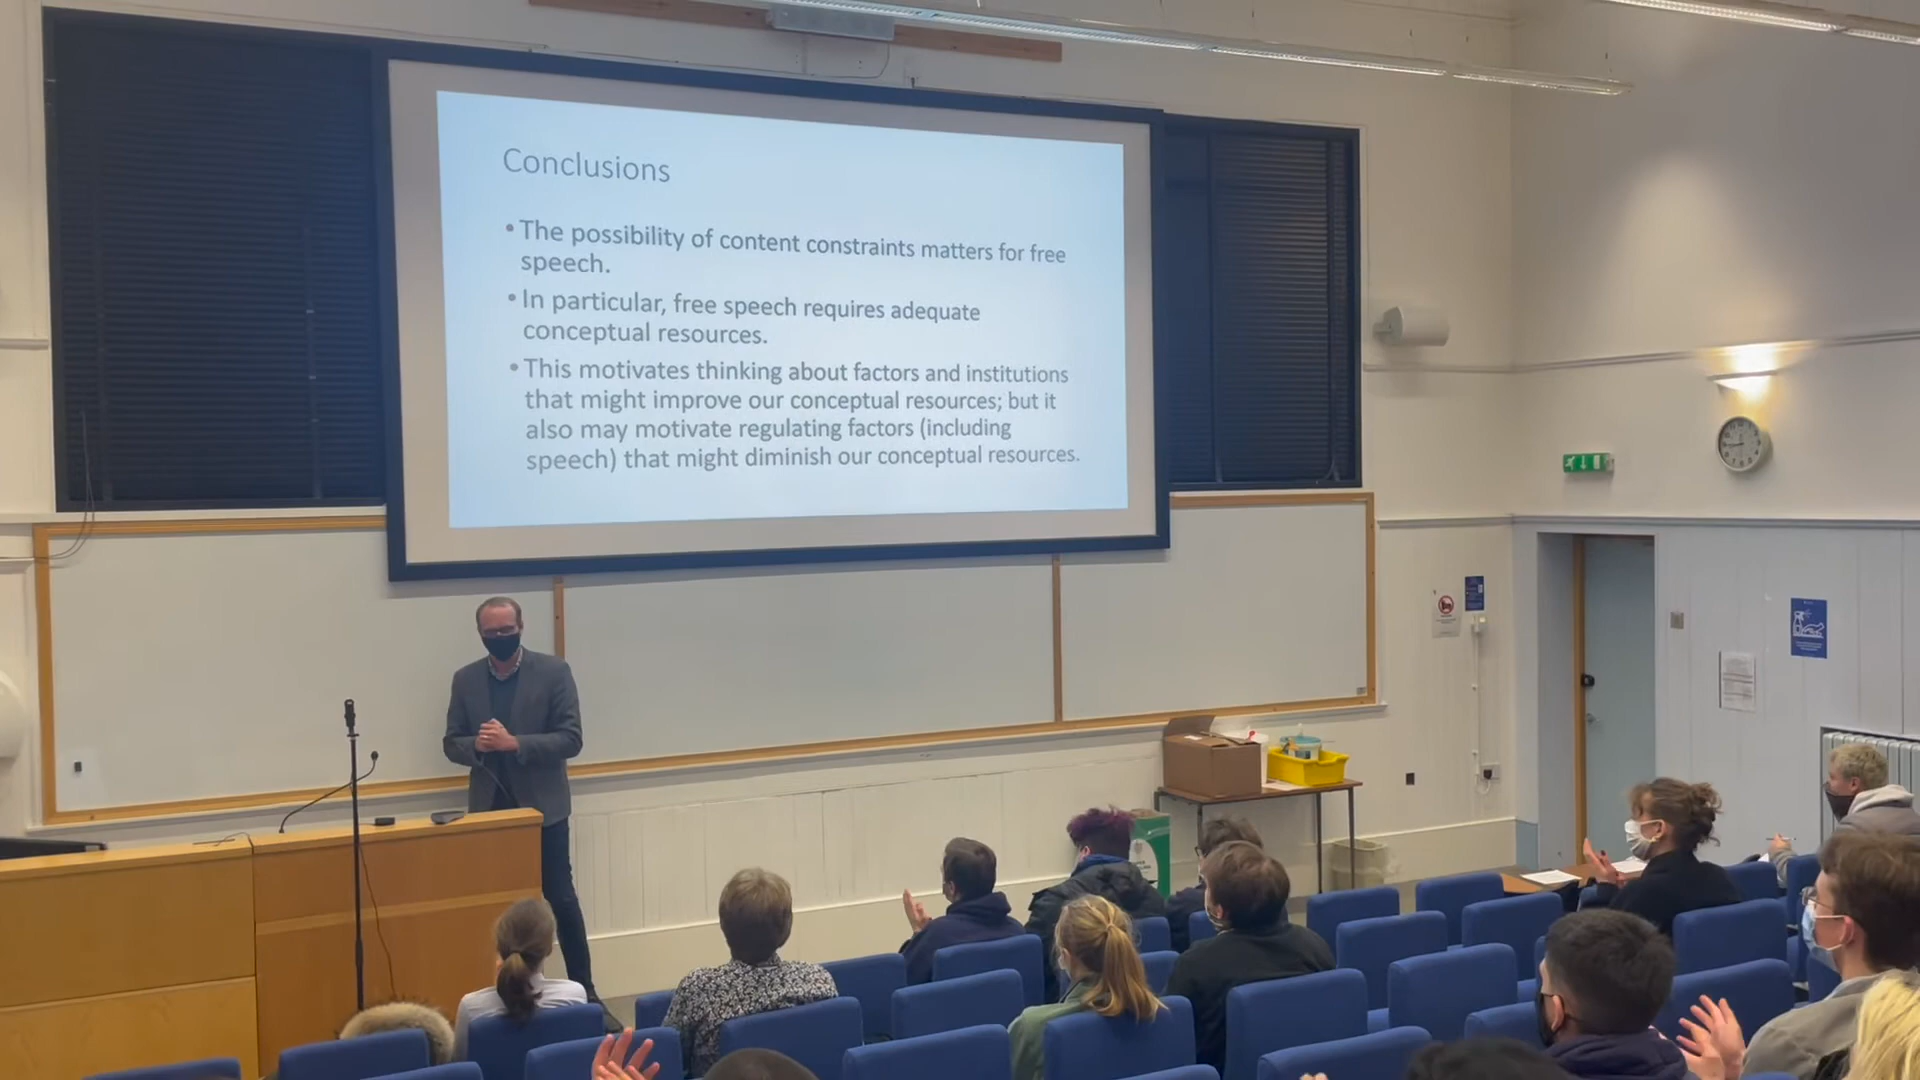 Conclusions
•The possibility of content constraints matters for free
speech.
•In particular, free speech requires adequate
conceptual resources.
•This motivates thinking about factors and institutions
that might improve our conceptual resources; but it
also may motivate regulating factors (including
speech) that might diminish our conceptual resources.